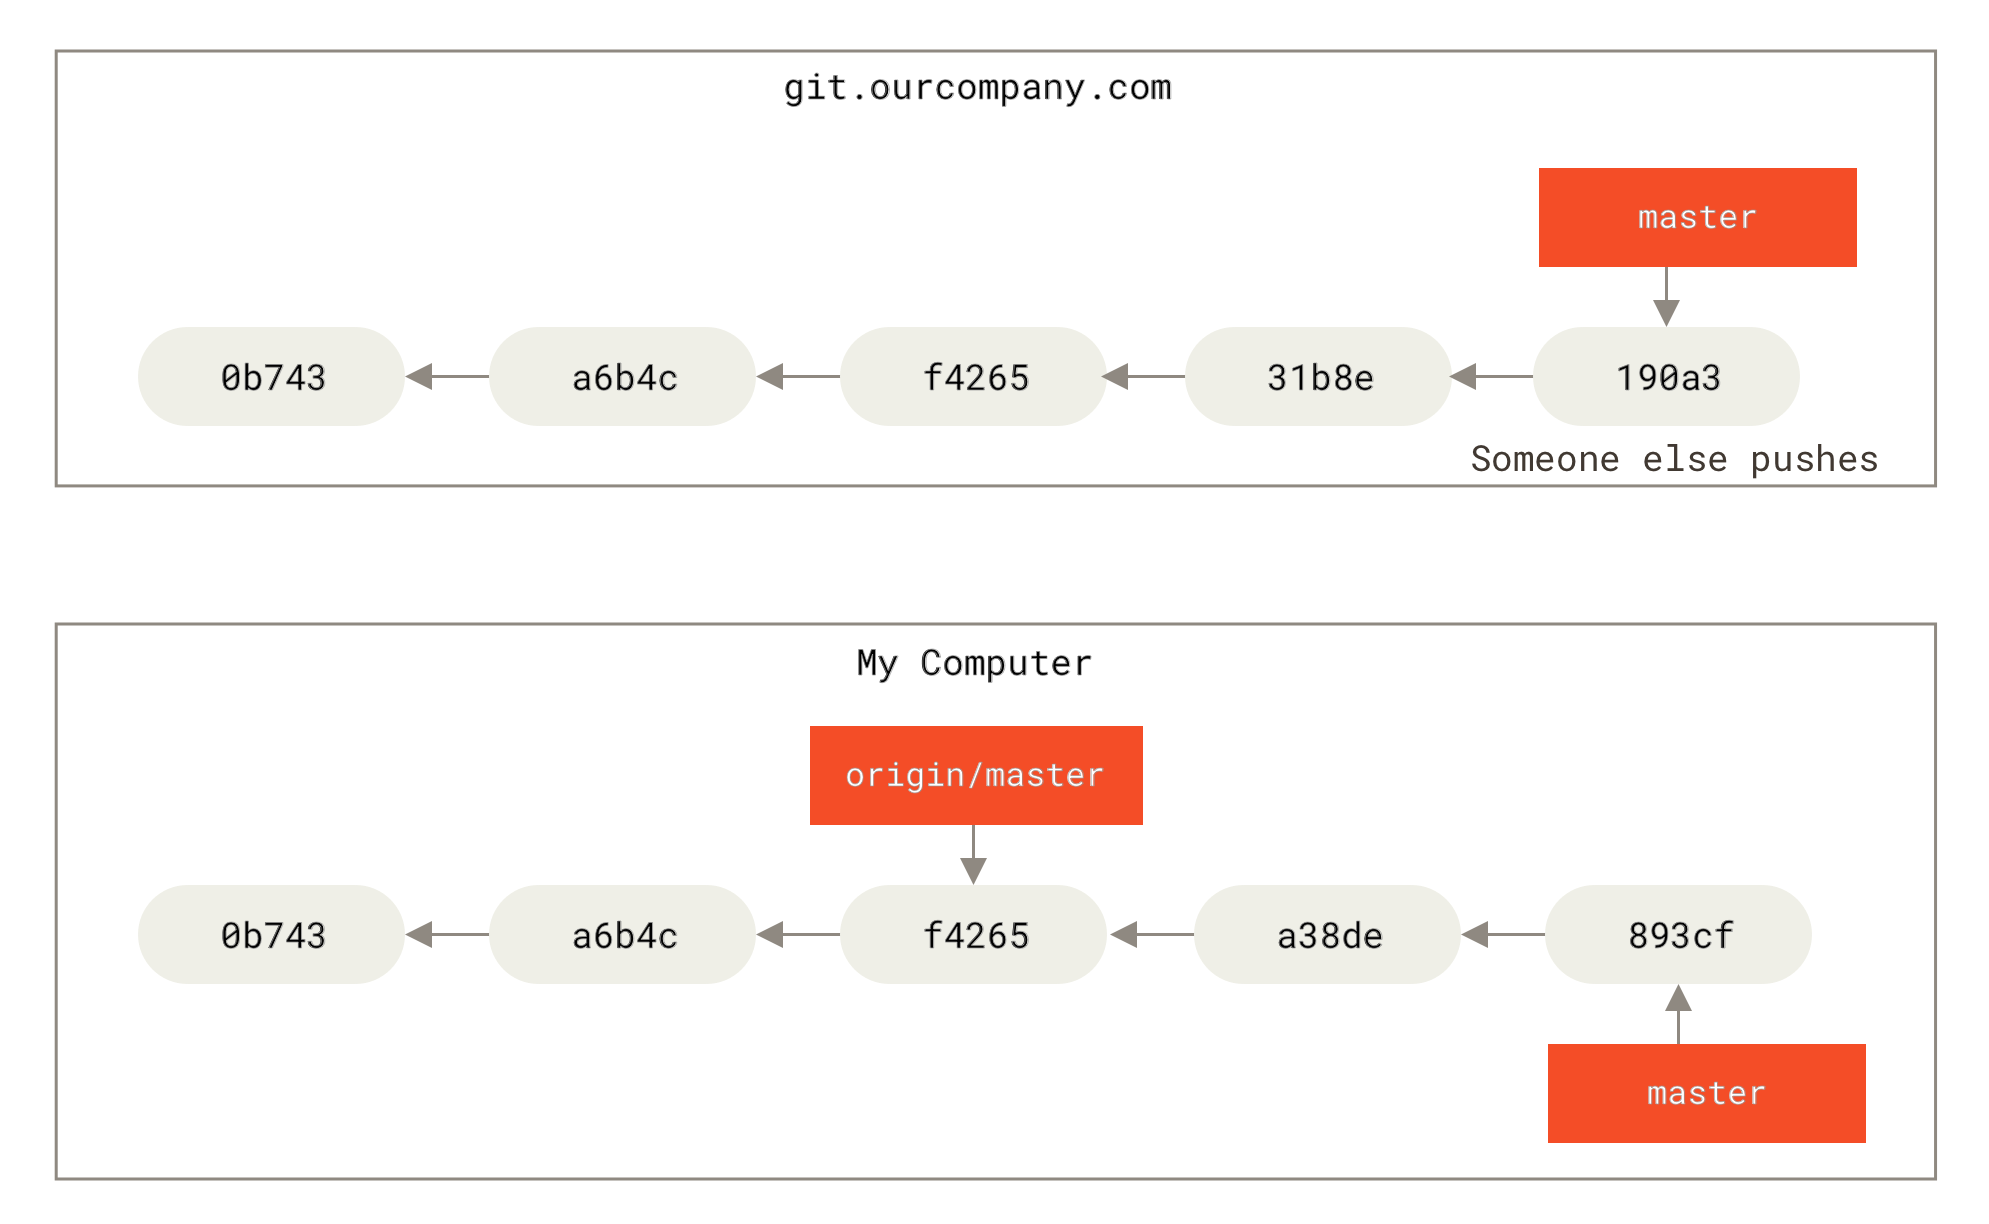 git.ourcompany.com
master
0b743
a6b4c
f4265
31b8e
190a3
Someone else pushes
My Computer
origin/master
0b743
a6b4c
f4265
a38de
893cf
master